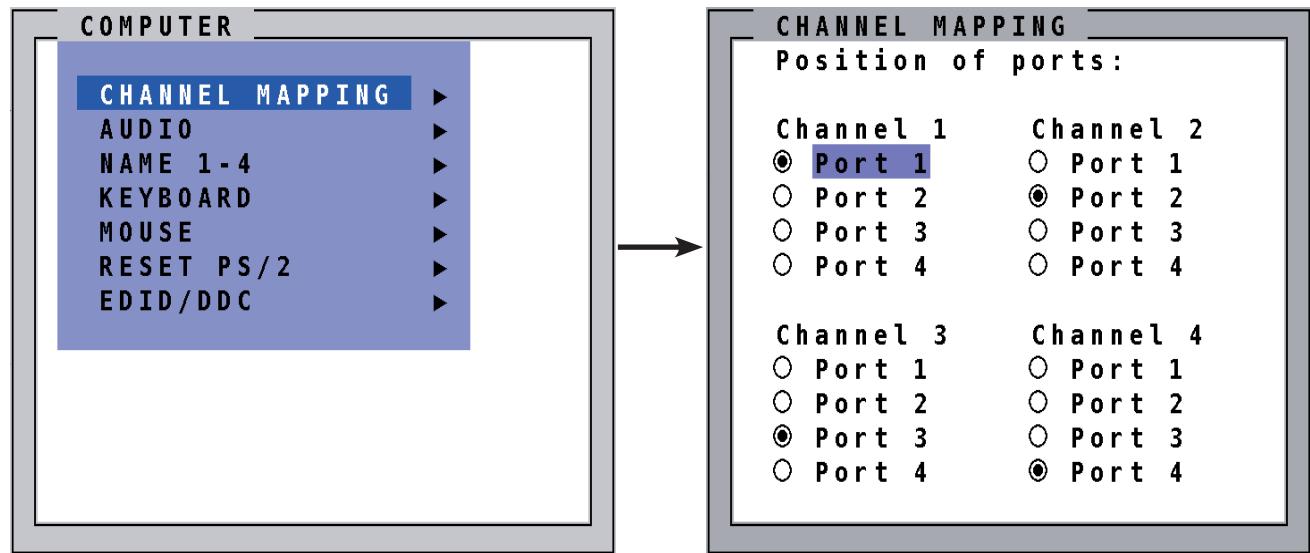 COMPUTER
CHANNEL MAPPING
AUDIO
NAME 1-4
KEYBOARD
MOUSE
RESET PS/2
EDID/DDC
CHANNEL MAPPING
Position of ports:
Channel 1
Port 1
Port 2
Port 3
Port 4
Channel 2
Port 1
Port 2
Port 3
Port 4
Channel 3
Port 1
Port 2
Port 3
Port 4
Channel 4
Port 1
Port 2
Port 3
Port 4